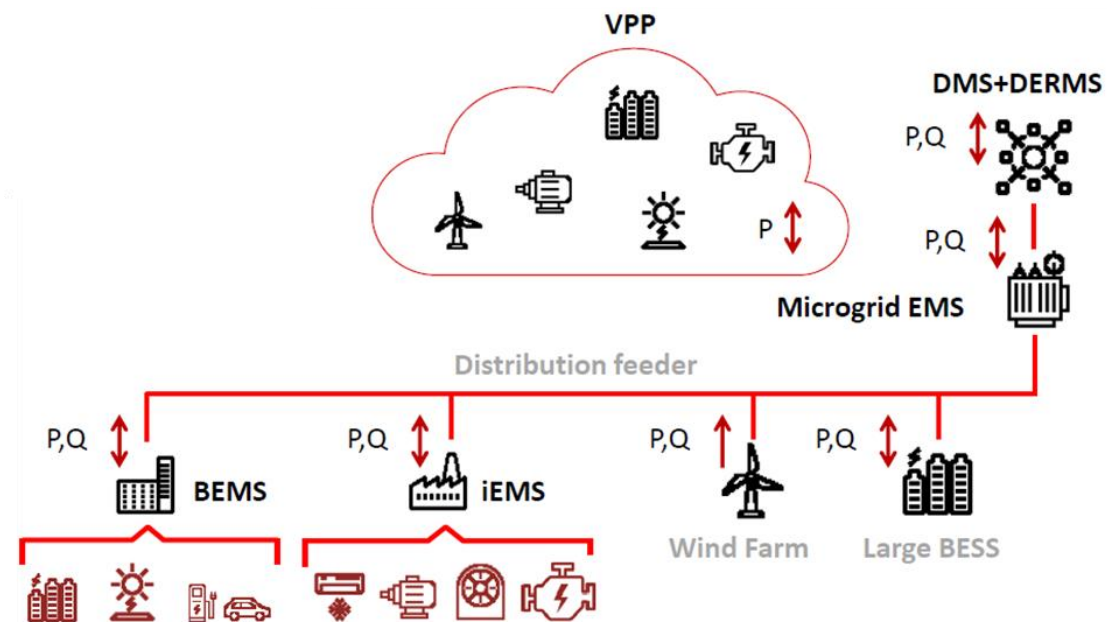 VPP
DMS+DERMS
P,Q
P,Q
P
Microgrid EMS
Distribution feeder
P,Q
P,Q
P,Q
P,Q
BEMS
iEMS
Wind Farm
Large BESS